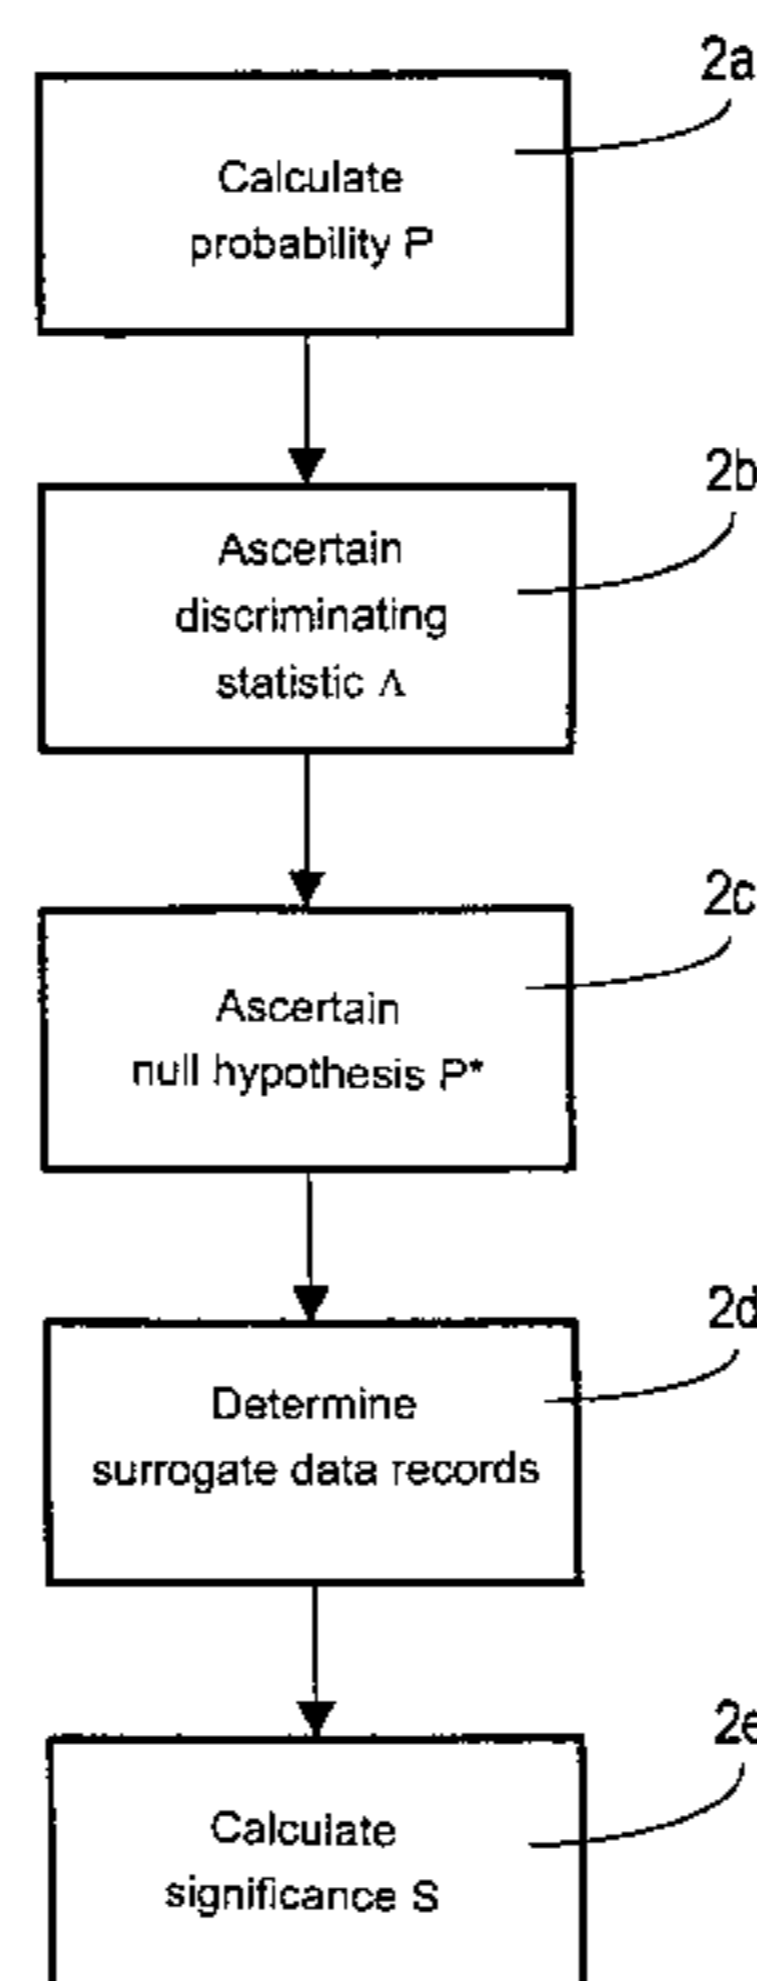 2a
Calculate
probability P
2b
Ascertain
discriminating
statistic Λ
2c
Ascertain
null hypothesis P*
2d
Determine
surrogate data records
2e
Calculate
significance S